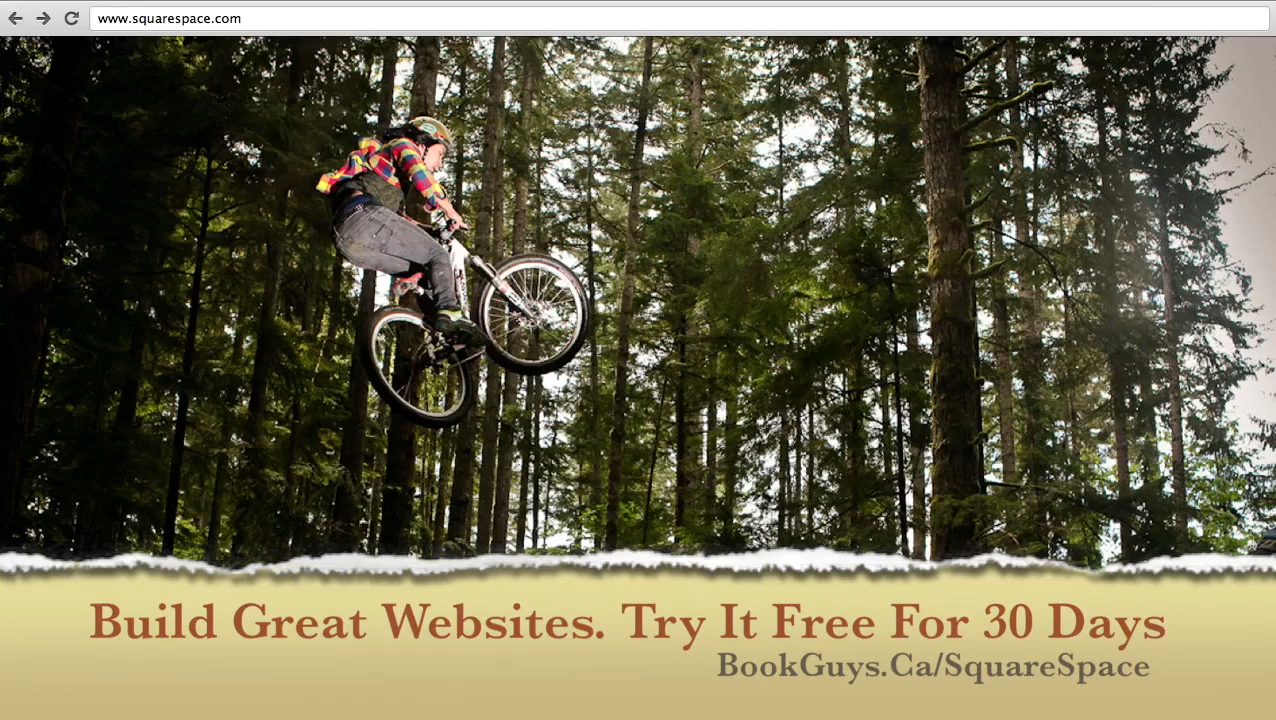 www.squarespace.com
Build Great Websites. Try It Free For 30 Days
BookGuys.Ca/SquareSpace